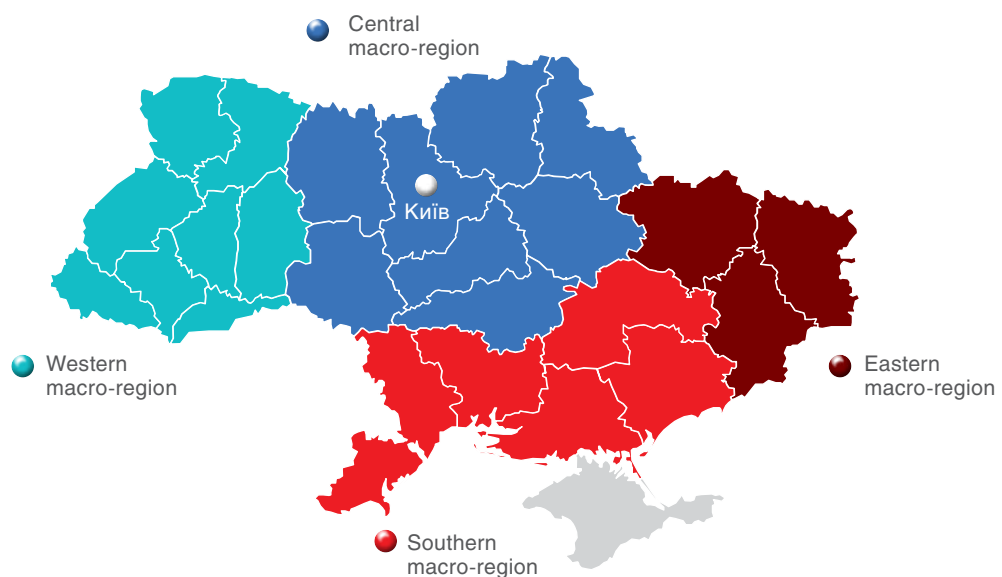 Central
macro-region
Київ
Western
macro-region
Eastern
macro-region
Southern
macro-region